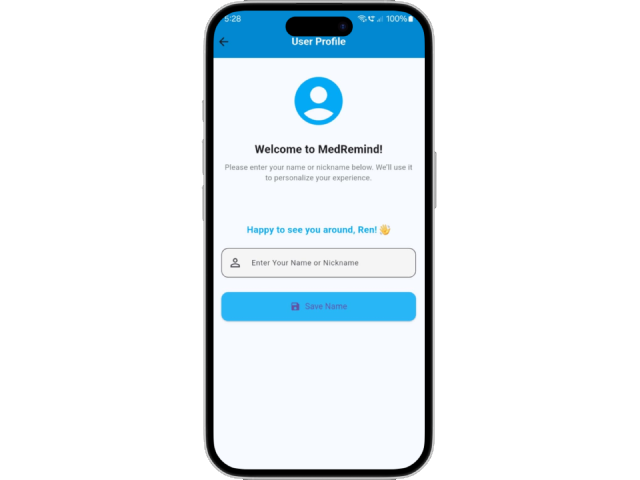 5:28
100%
User Profile
Welcome to MedRemind!
Please enter your name or nickname below. We'll use it
to personalize your experience.
Happy to see you around, Ren! 👋
Enter Your Name or Nickname
Save Name